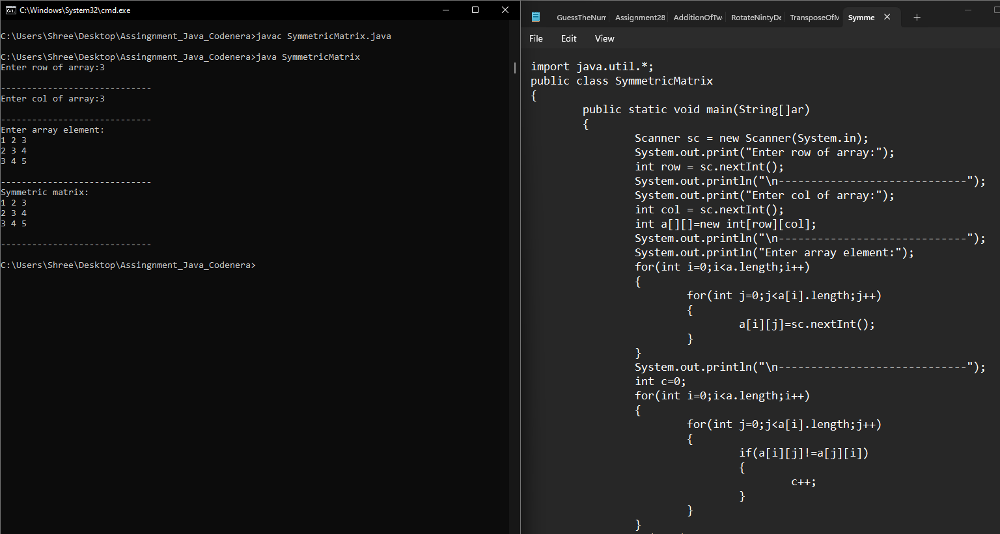 C:\Windows\System32\cmd.exe
C:\Users\Shree\Desktop\Assingnment_Java_Codenera>javac SymmetricMatrix.java
C:\Users\Shree\Desktop\Assingnment_Java_Codenera>java SymmetricMatrix
Enter row of array:3
-----------------------------
Enter col of array:3
-----------------------------
Enter array element:
1 2 3
2 3 4
3 4 5
-----------------------------
Symmetric matrix:
1 2 3
2 3 4
3 4 5
-----------------------------
C:\Users\Shree\Desktop\Assingnment_Java_Codenera>
GuessTheNum Assignment28 AdditionOfTw RotateNintyDe TransposeOfM Symme
File Edit View
import java.util.*;
public class SymmetricMatrix
{
public static void main(String[]ar)
{
Scanner sc = new Scanner(System.in);
System.out.print("Enter row of array:");
int row = sc.nextInt();
System.out.println("\n-----------------------------");
System.out.print("Enter col of array:");
int col = sc.nextInt();
int a[][]=new int[row][col];
System.out.println("\n-----------------------------");
System.out.println("Enter array element:");
for(int i=0;i<a.length;i++)
{
for(int j=0;j<a[i].length;j++)
{
a[i][j]=sc.nextInt();
}
}
System.out.println("\n-----------------------------");
int c=0;
for(int i=0;i<a.length;i++)
{
for(int j=0;j<a[i].length;j++)
{
if(a[i][j]!=a[j][i])
{
c++;
}
}
}